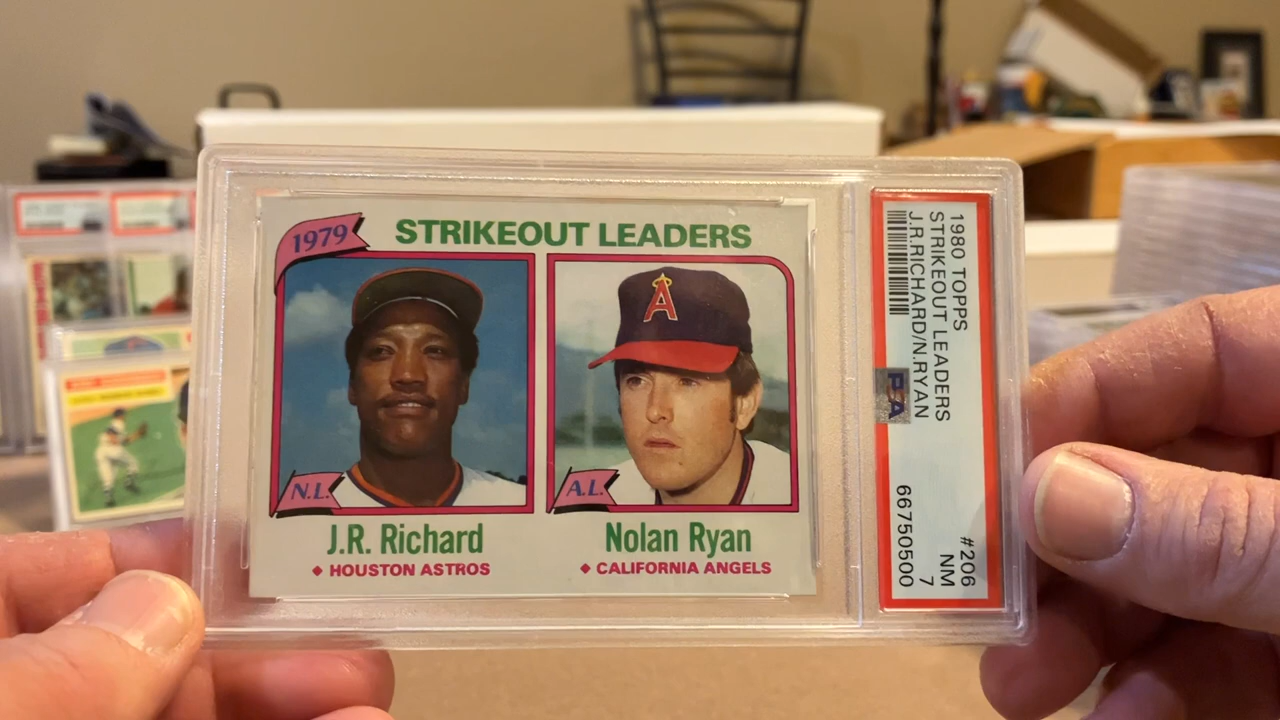 1979
STRIKEOUT LEADERS
A
N.L.
A.L.
J.R. Richard
Nolan Ryan
HOUSTON ASTROS
CALIFORNIA ANGELS
1980 TOPPS
#206
STRIKEOUT LEADERS
NM
J.R.RICHARD/N.RYAN
7
PSA
66750500